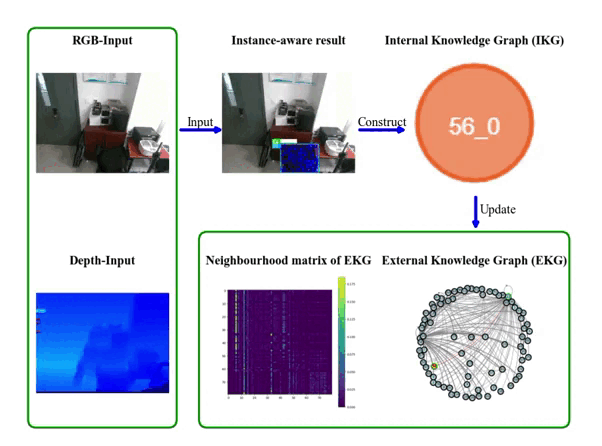 RGB-Input
Instance-aware result
Internal Knowledge Graph (IKG)
Input
Construct
56_0
Update
Depth-Input
Neighbourhood matrix of EKG
External Knowledge Graph (EKG)